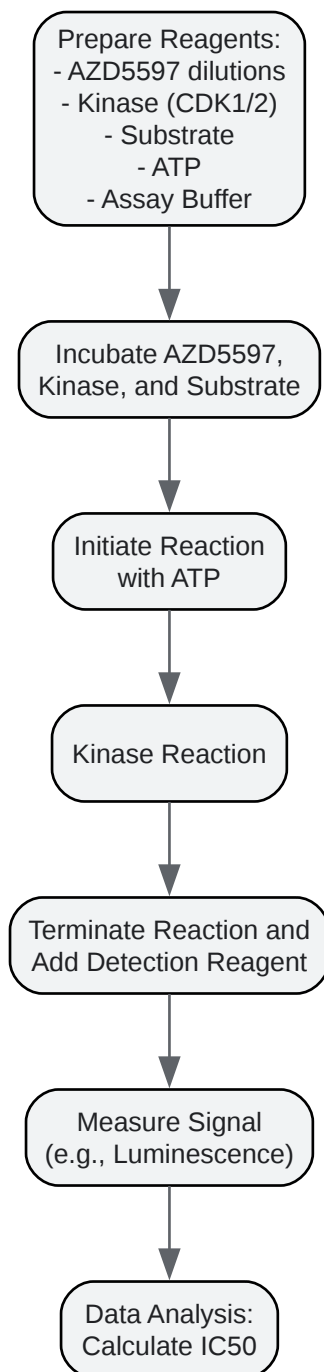 Prepare Reagents:
- AZD5597 dilutions
- Kinase (CDK1/2)
- Substrate
- ATP
- Assay Buffer
Incubate AZD5597,
Kinase, and Substrate
Initiate Reaction
with ATP
Kinase Reaction
Terminate Reaction and
Add Detection Reagent
Measure Signal
(e.g., Luminescence)
Data Analysis:
Calculate IC50